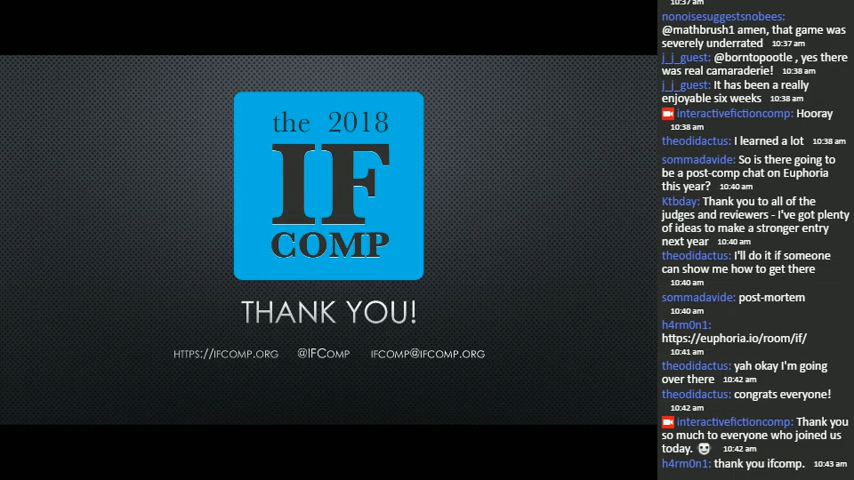 the 2018
IF
COMP
THANK YOU!
HTTPS://IFCOMP.ORG @IFComp IFCOMP@IFCOMP.ORG
10:37 am
nonoisesuggestsnobees:
@mathbrush1 amen, that game was
severely underrated 10:37 am
j_j_guest: @borntopootle , yes there
was real camaraderie! 10:38 am
j_j_guest: It has been a really
enjoyable six weeks 10:38 am
interactivefictioncomp: Hooray
10:38 am
theodidactus: I learned a lot 10:38 am
sommadavide: So is there going to
be a post-comp chat on Euphoria
this year? 10:40 am
Ktbday: Thank you to all of the
judges and reviewers - I've got plenty
of ideas to make a stronger entry
next year 10:40 am
theodidactus: I'll do it if someone
can show me how to get there
10:40 am
sommadavide: post-mortem
10:40 am
h4rm0n1:
https://euphoria.io/room/if/
10:41 am
theodidactus: yah okay I'm going
over there 10:42 am
theodidactus: congrats everyone!
10:42 am
interactivefictioncomp: Thank you
so much to everyone who joined us
today. 10:42 am
h4rm0n1: thank you ifcomp. 10:43 am